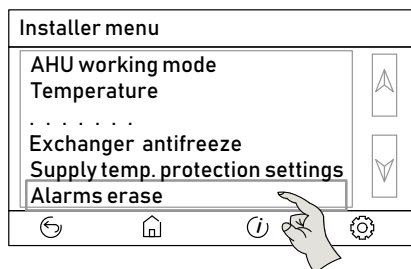 Installer menu
AHU working mode
Temperature
. . . . . . .
Exchanger antifreeze
Supply temp. protection settings
Alarms erase
i